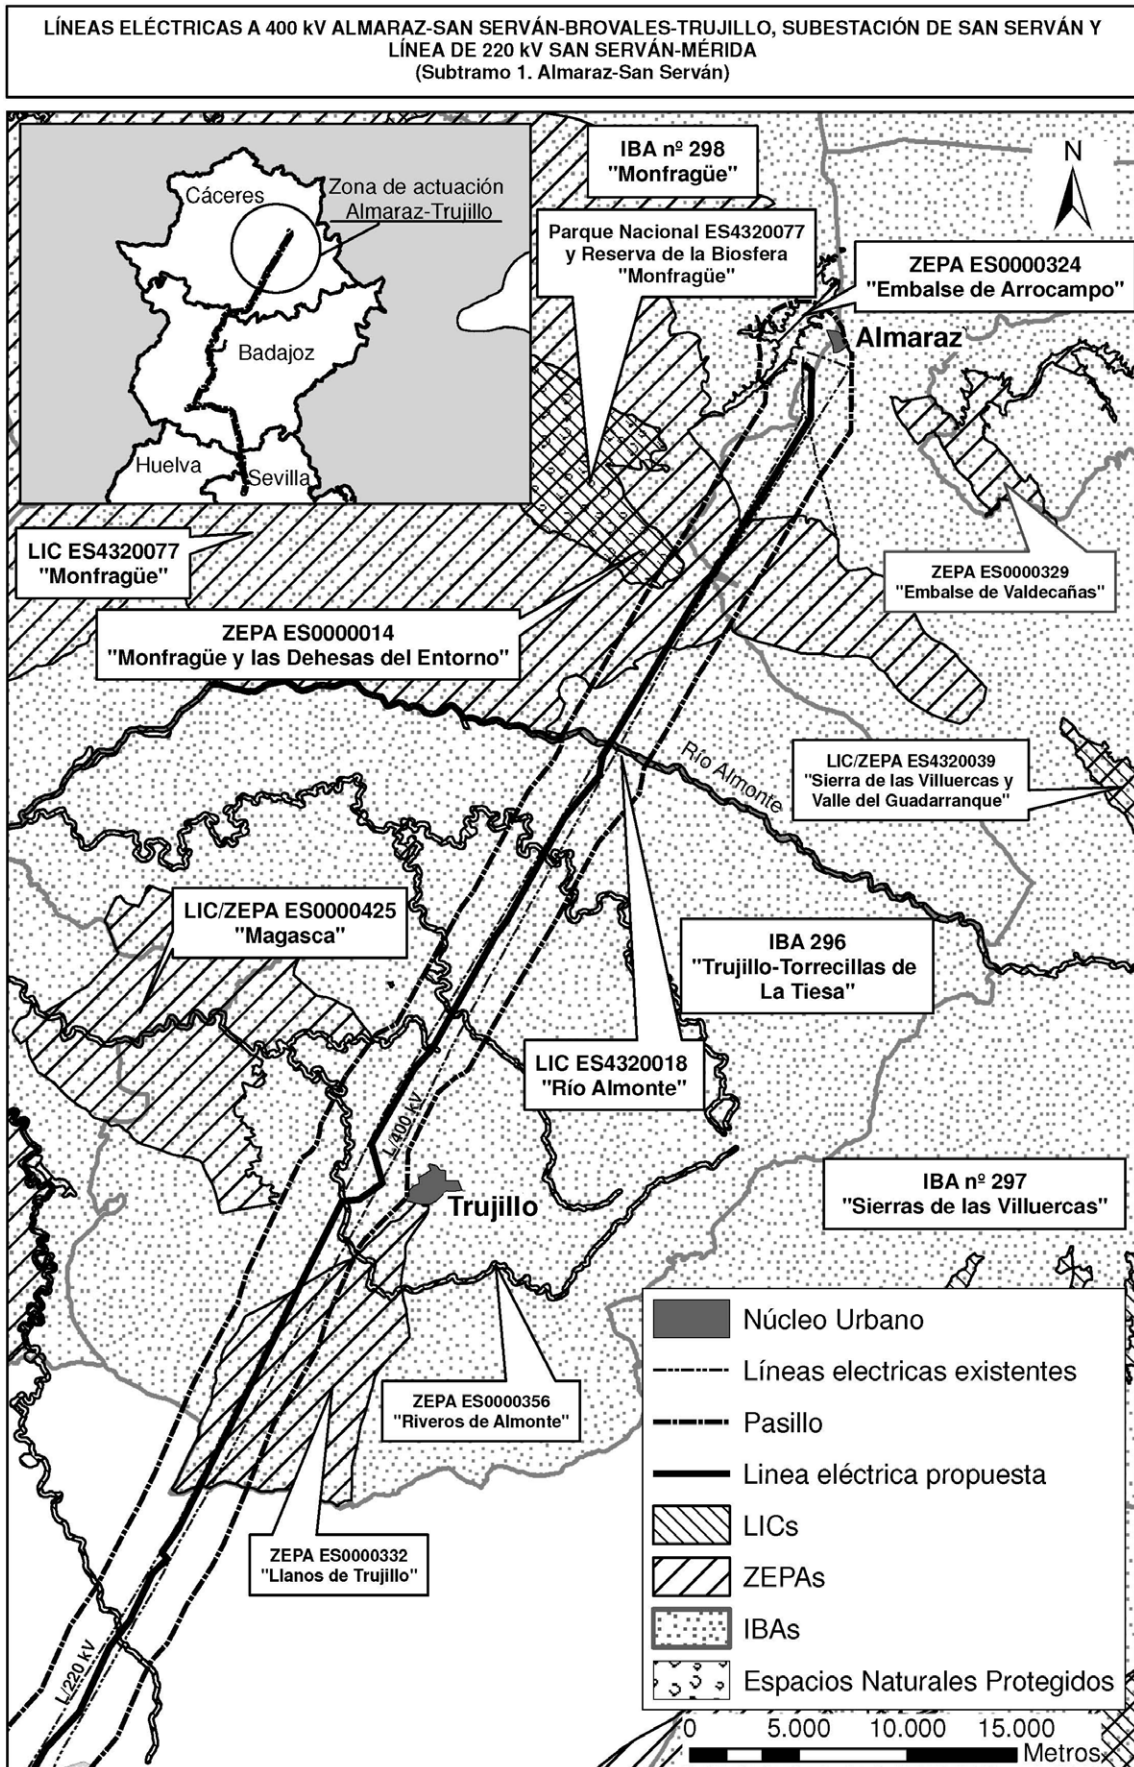 LÍNEAS ELÉCTRICAS A 400 kV ALMARAZ-SAN SERVÁN-BROVALES-TRUJILLO, SUBESTACIÓN DE SAN SERVÁN Y
LÍNEA DE 220 kV SAN SERVÁN-MÉRIDA
(Subtramo 1. Almaraz-San Serván)
Cáceres
Zona de actuación
Almaraz-Trujillo
Badajoz
Huelva
Sevilla
IBA nº 298
"Monfragüe"
N
Parque Nacional ES4320077
y Reserva de la Biosfera
"Monfragüe"
ZEPA ES0000324
"Embalse de Arrocampo"
Almaraz
LIC ES4320077
"Monfragüe"
ZEPA ES0000329
"Embalse de Valdecañas"
ZEPA ES0000014
"Monfragüe y las Dehesas del Entorno"
Río Almonte
LIC/ZEPA ES4320039
"Sierra de las Villuercas y
Valle del Guadarranque"
LIC/ZEPA ES0000425
"Magasca"
IBA 296
"Trujillo-Torrecillas de
La Tiesa"
LIC ES4320018
"Río Almonte"
L/400 kV
Trujillo
IBA nº 297
"Sierras de las Villuercas"
ZEPA ES0000356
"Riveros de Almonte"
ZEPA ES0000332
"Llanos de Trujillo"
L/220 kV
Núcleo Urbano
Líneas electricas existentes
Pasillo
Linea eléctrica propuesta
LICs
ZEPAs
IBAs
Espacios Naturales Protegidos
0 5.000 10.000 15.000
Metros